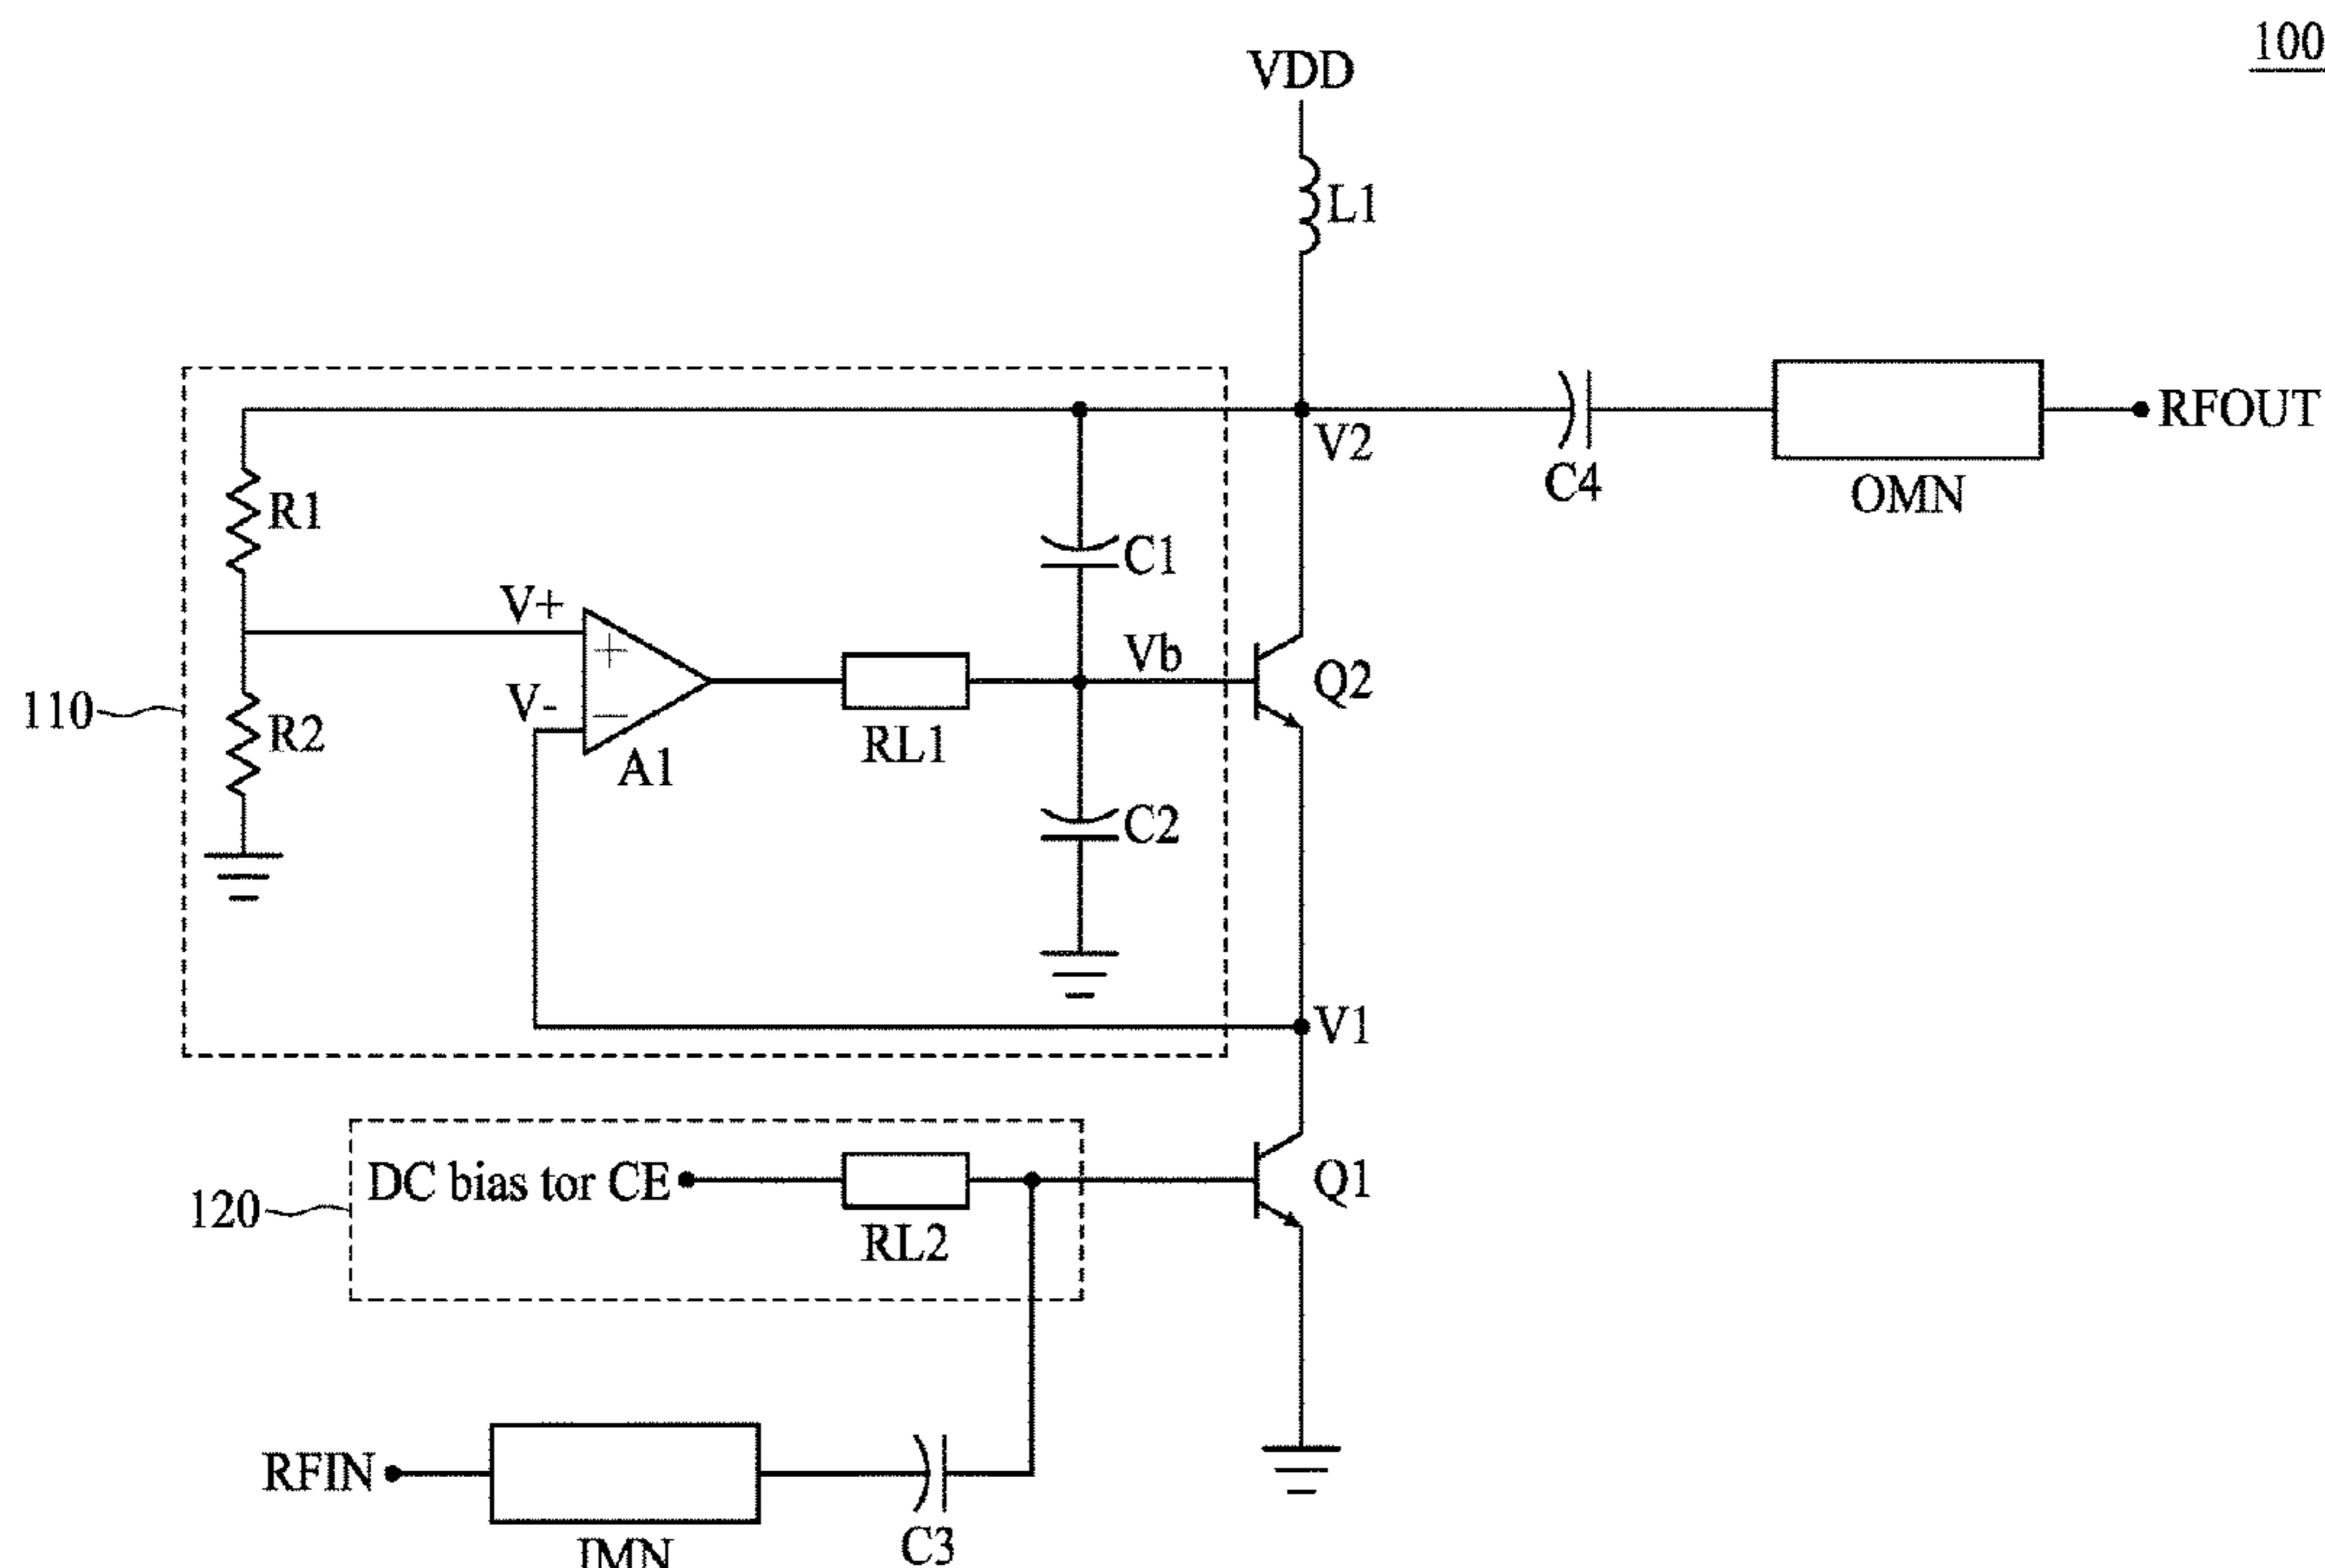 100
VDD
L1
V2
C4
OMN
RFOUT
R1
C1
V+
+
Vb
Q2
V-
−
A1
RL1
R2
110
C2
V1
DC bias tor CE
RL2
Q1
120
RFIN
IMN
C3